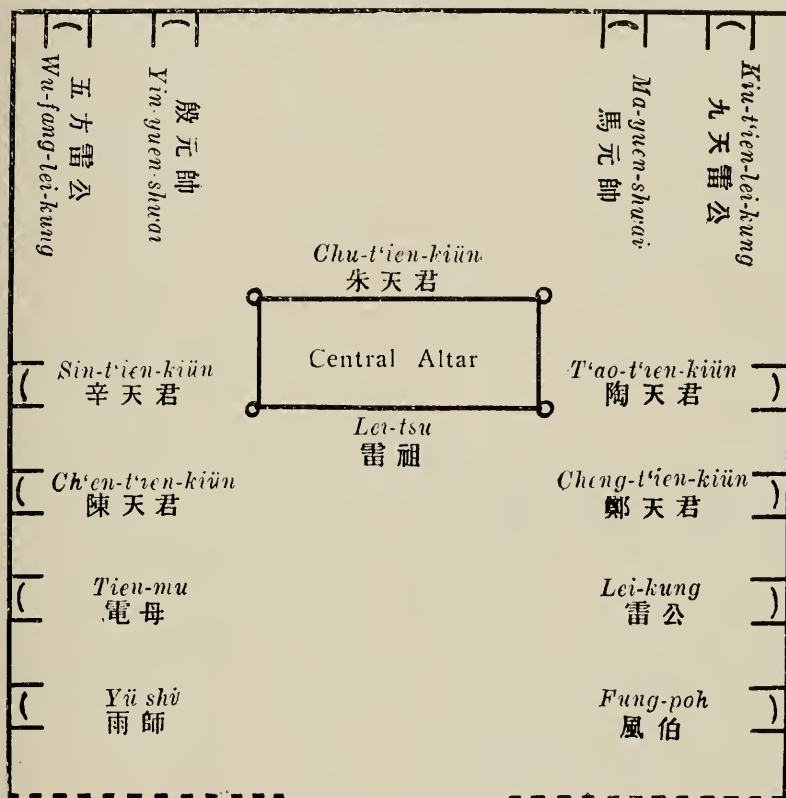 五方雷公
Wu-fang-lei-kung
殷元帥
Yin-yuen-shwai
Ma-yuen-shwai
馬元帥
Kiu-t'ien-lei-kung
九天雷公
Chu-t'ien-kiün
朱天君
Central Altar
Lei-tsu
雷祖
Sin-t'ien-kiün
辛天君
T'ao-t'ien-kiün
陶天君
Ch'en-t'ien-kiün
陳天君
Cheng-t'ien-kiün
鄭天君
Tien-mu
電母
Lei-kung
雷公
Yü shi
雨師
Fung-poh
風伯